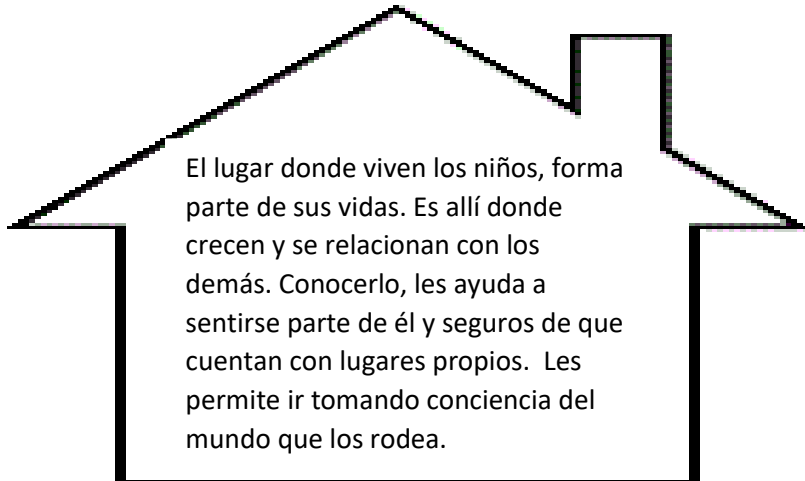 El lugar donde viven los niños, forma
parte de sus vidas. Es allí donde
crecen y se relacionan con los
demás. Conocerlo, les ayuda a
sentirse parte de él y seguros de que
cuentan con lugares propios.  Les
permite ir tomando conciencia del
mundo que los rodea.